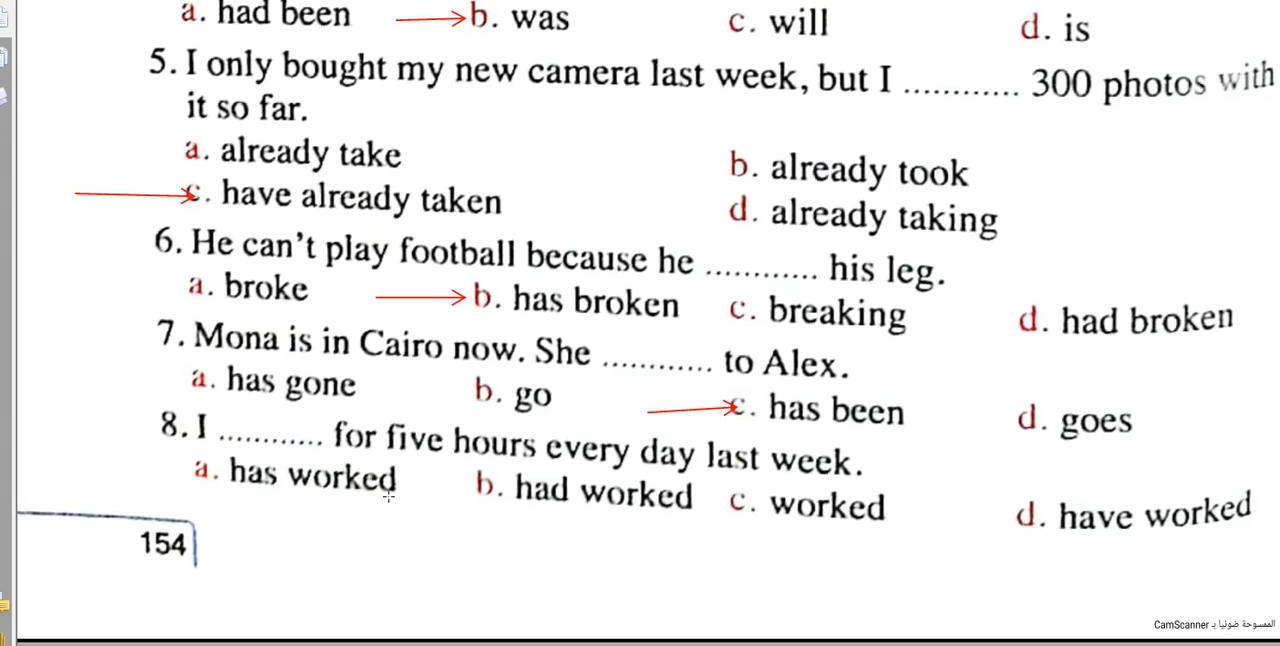 a. had been b. was c. will d. is
5. I only bought my new camera last week, but I ............ 300 photos with
it so far.
a. already take b. already took
c. have already taken d. already taking
6. He can't play football because he ............ his leg.
a. broke b. has broken c. breaking d. had broken
7. Mona is in Cairo now. She ............ to Alex.
a. has gone b. go c. has been d. goes
8. I ............ for five hours every day last week.
a. has worked b. had worked c. worked d. have worked
154
الممسوحة ضوئيا بـ CamScanner